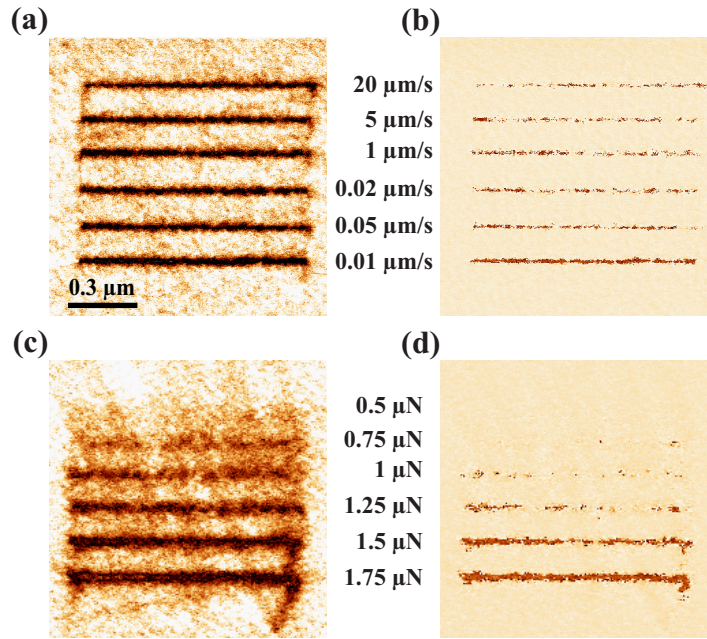 (a)
(b)
20 µm/s
5 µm/s
1 µm/s
0.02 µm/s
0.05 µm/s
0.01 µm/s
0.3 µm
(c)
(d)
0.5 µN
0.75 µN
1 µN
1.25 µN
1.5 µN
1.75 µN